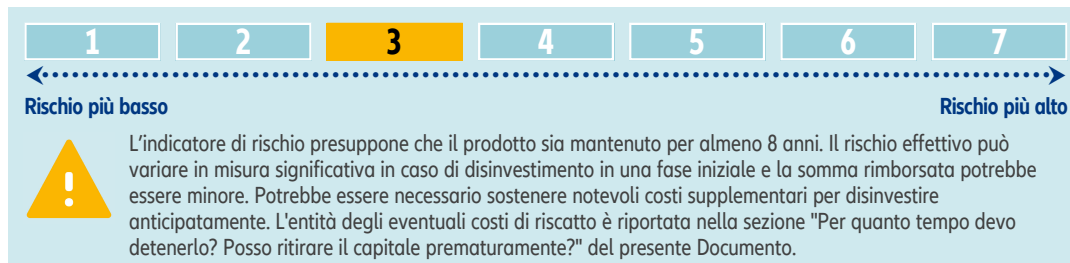 1 2 3 4 5 6 7
Rischio più basso Rischio più alto
L'indicatore di rischio presuppone che il prodotto sia mantenuto per almeno 8 anni. Il rischio effettivo può
variare in misura significativa in caso di disinvestimento in una fase iniziale e la somma rimborsata potrebbe
essere minore. Potrebbe essere necessario sostenere notevoli costi supplementari per disinvestire
anticipatamente. L'entità degli eventuali costi di riscatto è riportata nella sezione "Per quanto tempo devo
detenerlo? Posso ritirare il capitale prematuramente?" del presente Documento.